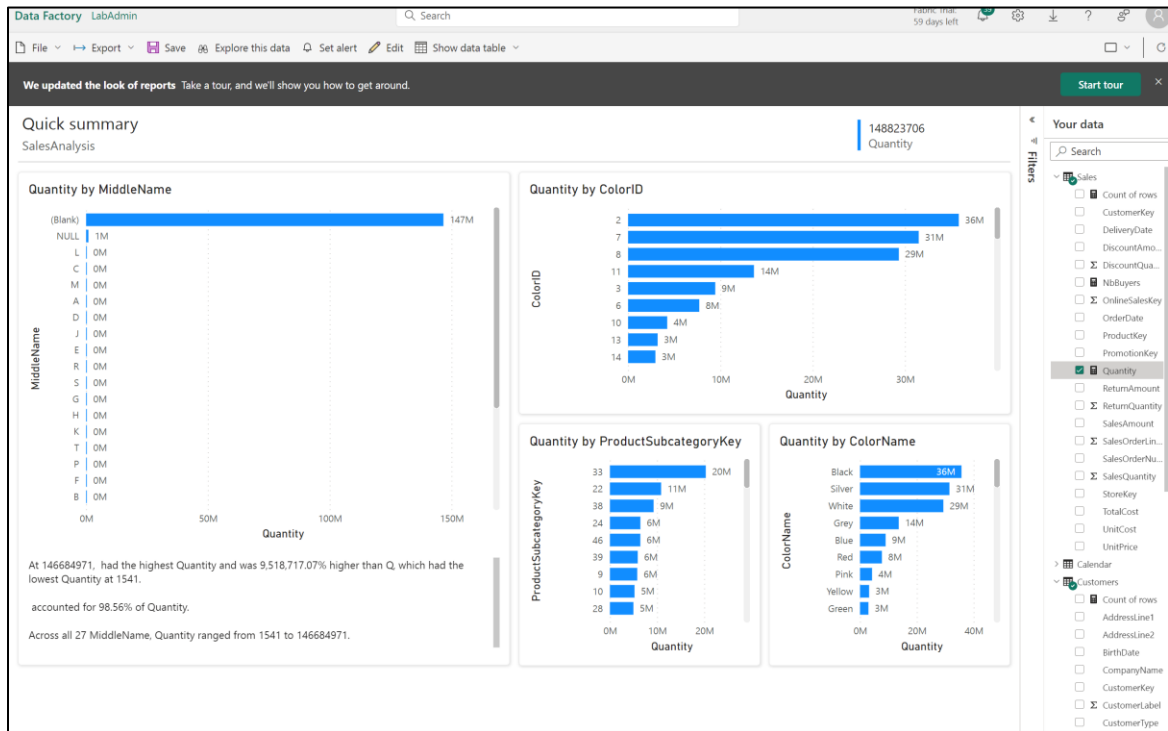 Data Factory LabAdmin
Search
Fabric Trial:
59 days left
File Export Save Explore this data Set alert Edit Show data table
We updated the look of reports Take a tour, and we'll show you how to get around.
Start tour
Quick summary
SalesAnalysis
148823706
Quantity
Quantity by MiddleName
MiddleName
(Blank) 147M
NULL 1M
L 0M
C 0M
M 0M
A 0M
D 0M
J 0M
E 0M
R 0M
S 0M
G 0M
H 0M
K 0M
T 0M
P 0M
F 0M
B 0M
0M 50M 100M 150M
Quantity
At 146684971, had the highest Quantity and was 9,518,717.07% higher than Q, which had the
lowest Quantity at 1541.
accounted for 98.56% of Quantity.
Across all 27 MiddleName, Quantity ranged from 1541 to 146684971.
Quantity by ColorID
ColorID
2 36M
7 31M
8 29M
11 14M
3 9M
6 8M
10 4M
13 3M
14 3M
0M 10M 20M 30M
Quantity
Quantity by ProductSubcategoryKey
ProductSubcategoryKey
33 20M
22 11M
38 9M
24 6M
46 6M
39 6M
9 6M
10 5M
28 5M
0M 10M 20M
Quantity
Quantity by ColorName
ColorName
Black 36M
Silver 31M
White 29M
Grey 14M
Blue 9M
Red 8M
Pink 4M
Yellow 3M
Green 3M
0M 20M 40M
Quantity
Filters
Your data
Search
Sales
Count of rows
CustomerKey
DeliveryDate
DiscountAmo...
Σ DiscountQua...
NbBuyers
Σ OnlineSalesKey
OrderDate
ProductKey
PromotionKey
Quantity
ReturnAmount
Σ ReturnQuantity
SalesAmount
Σ SalesOrderLin...
SalesOrderNu...
Σ SalesQuantity
StoreKey
TotalCost
UnitCost
UnitPrice
Calendar
Customers
Count of rows
AddressLine1
AddressLine2
BirthDate
CompanyName
CustomerKey
Σ CustomerLabel
CustomerType